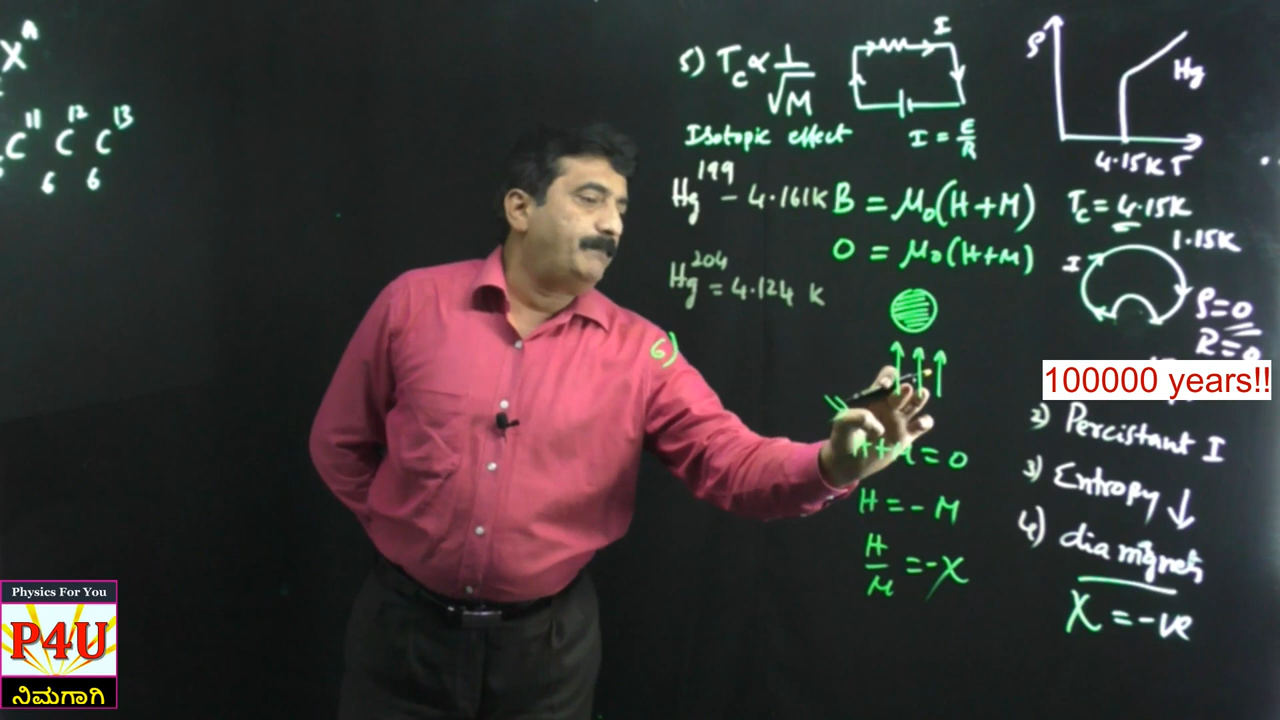 X^A
C^11 C^12 C^13
6 6
5) Tc ∝ 1/√M
Isotopic effect
Hg^199 - 4.161K
Hg^204 = 4.124 K
6)
I
I = E/R
B = μ0(H+M)
0 = μ0(H+M)
H+M = 0
H = - M
H/M = -χ
ρ
Hg
4.15K T
Tc = 4.15K
1.15K
I
ρ=0
R=0
100000 years!!
2) Percistant I
3) Entropy ↓
4) diamagnets
χ = -ve
Physics For You
P4U
ನಿಮಗಾಗಿ